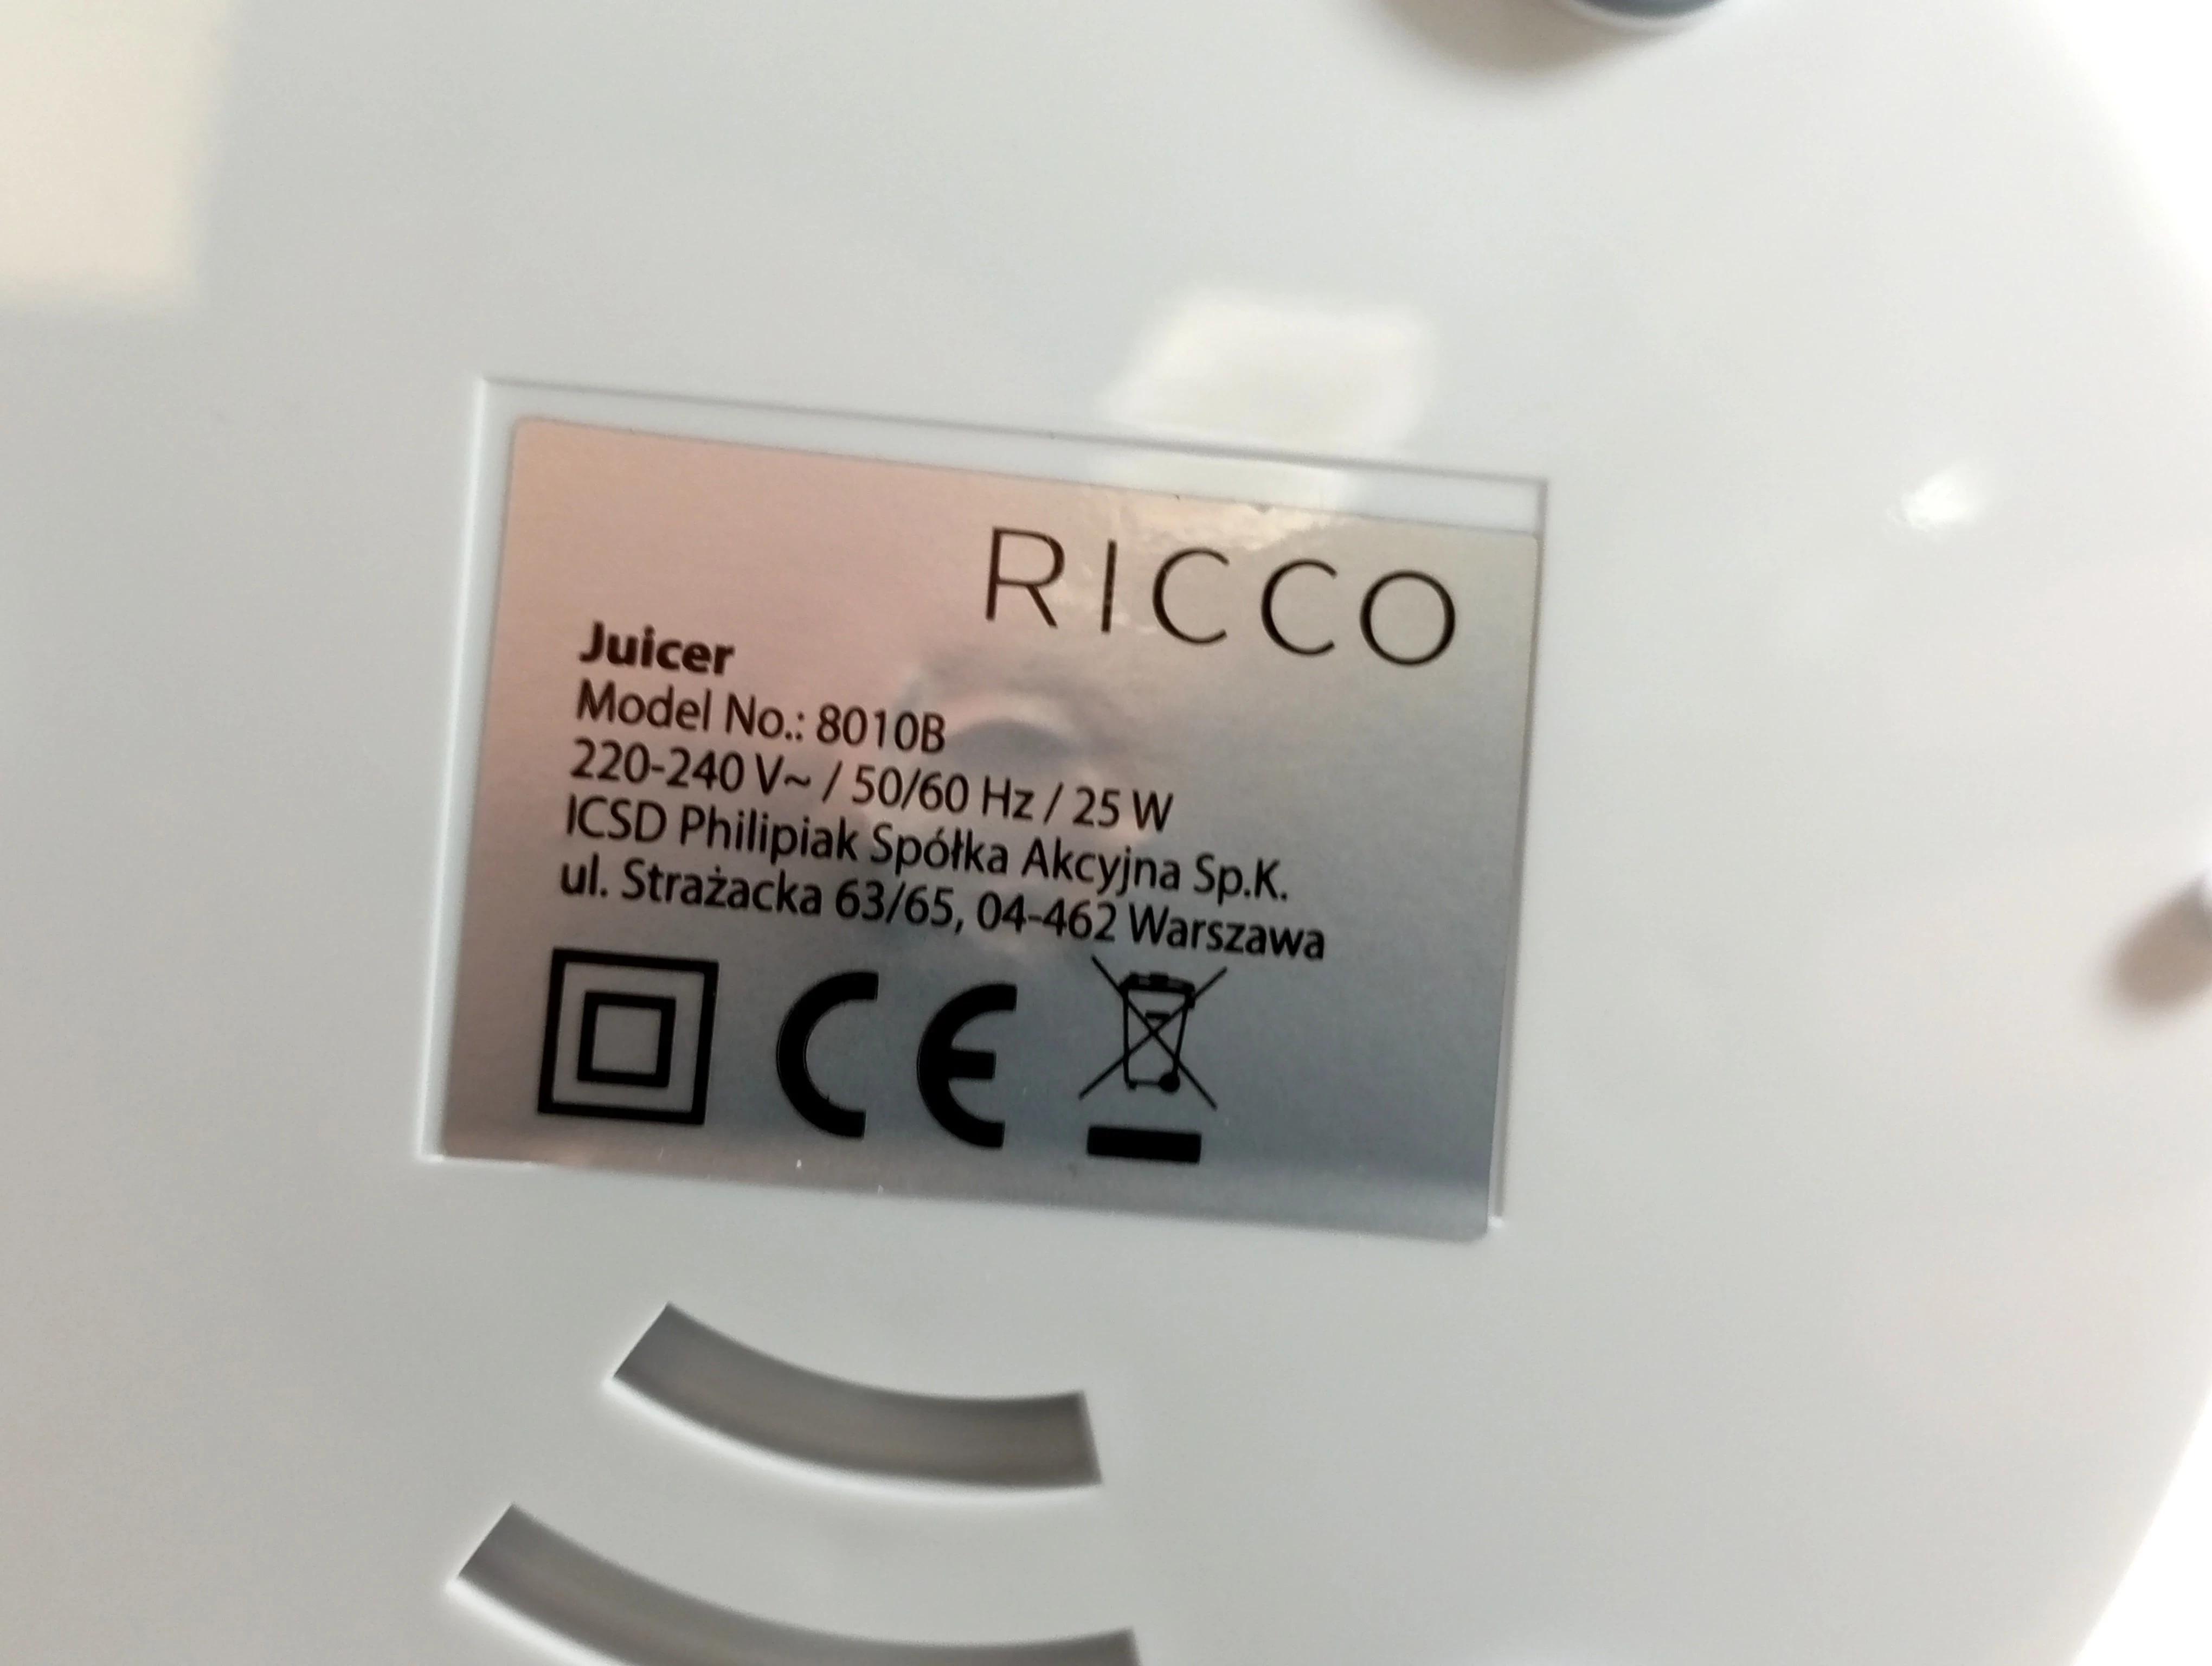 RICCO
Juicer
Model No.: 8010B
220-240 V~ / 50/60 Hz / 25 W
ICSD Philipiak Spółka Akcyjna Sp.K.
ul. Strażacka 63/65, 04-462 Warszawa
CE